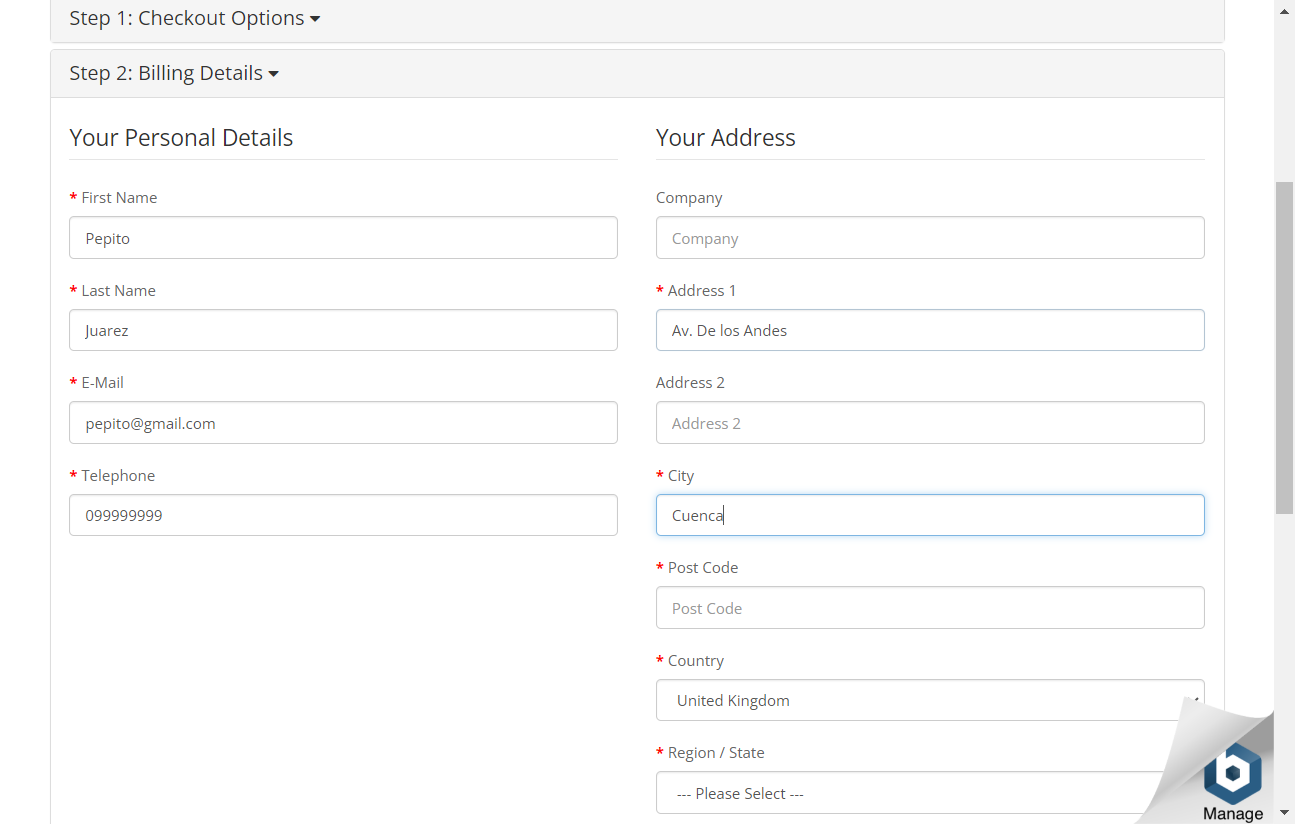 Step 1: Checkout Options
Step 2: Billing Details
Your Personal Details
* First Name
Pepito
* Last Name
Juarez
* E-Mail
pepito@gmail.com
* Telephone
099999999
Your Address
Company
Company
* Address 1
Av. De los Andes
Address 2
Address 2
* City
Cuenca
* Post Code
Post Code
* Country
United Kingdom
* Region / State
--- Please Select ---
b
Manage